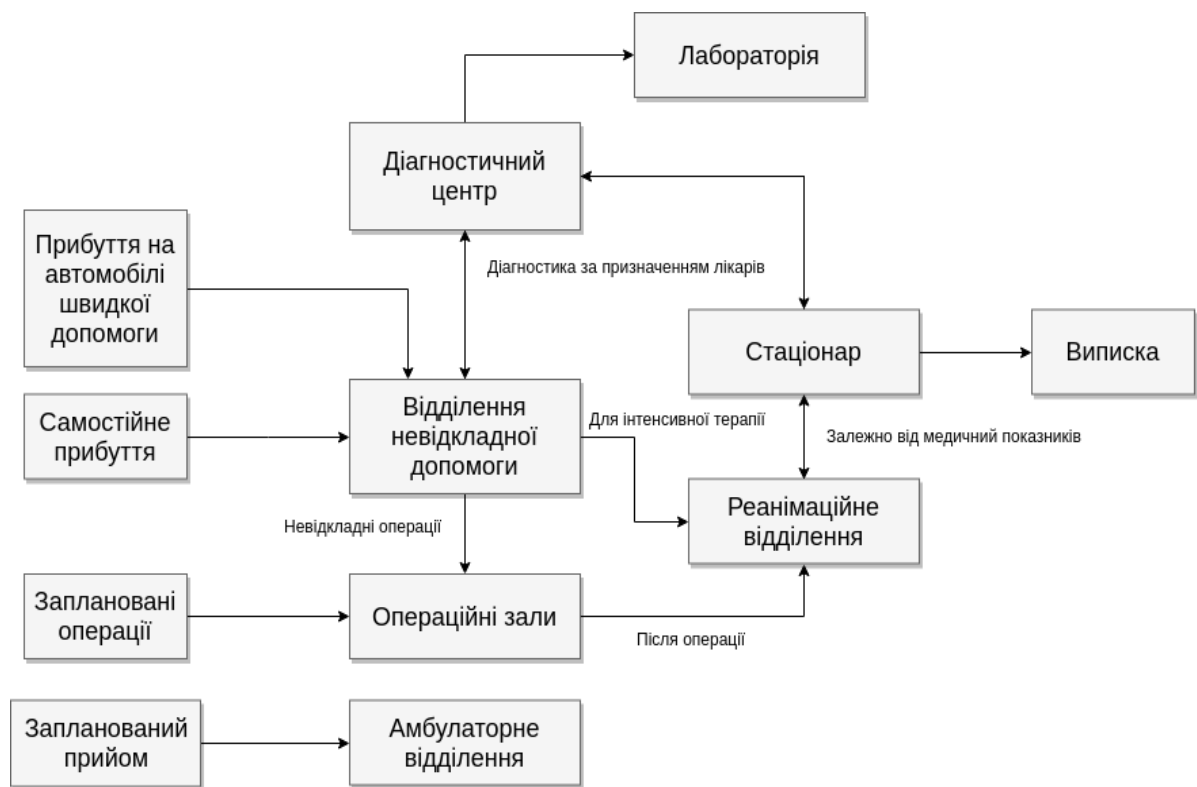 Лабораторія
Діагностичний
центр
Прибуття на
автомобілі
швидкої
допомоги
Діагностика за призначенням лікарів
Стаціонар
Виписка
Самостійне
прибуття
Відділення
невідкладної
допомоги
Для інтенсивної терапії
Залежно від медичний показників
Невідкладні операції
Реанімаційне
відділення
Заплановані
операції
Операційні зали
Після операції
Запланований
прийом
Амбулаторне
відділення